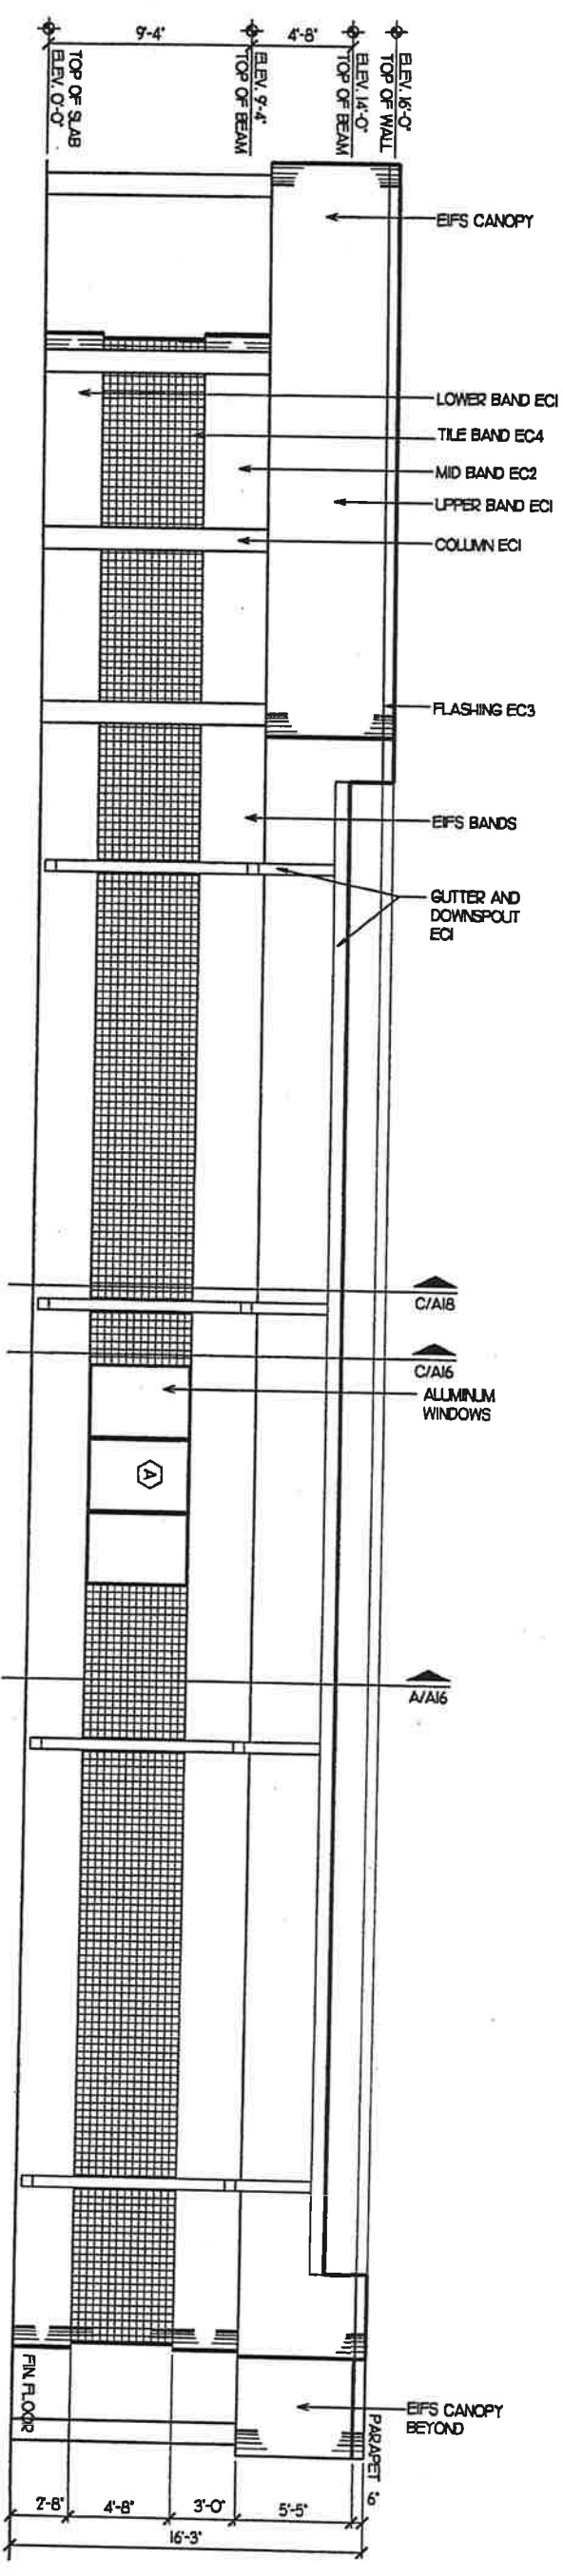 9'-4"
4'-8"
TOP OF SLAB
ELEV. 0'-0"
ELEV. 9'-4"
TOP OF BEAM
ELEV. 14'-0"
TOP OF BEAM
ELEV. 16'-0"
TOP OF WALL
EIFS CANOPY
LOWER BAND EC1
TILE BAND EC4
MID BAND EC2
UPPER BAND EC1
COLUMN EC1
FLASHING EC3
EIFS BANDS
GUTTER AND
DOWNSPOUT
EC1
C/A18
C/A16
ALUMINUM
WINDOWS
A
A/A16
EIFS CANOPY
BEYOND
FIN. FLOOR
PARAPET
2'-8"
4'-8"
3'-0"
5'-5"
6"
16'-3"